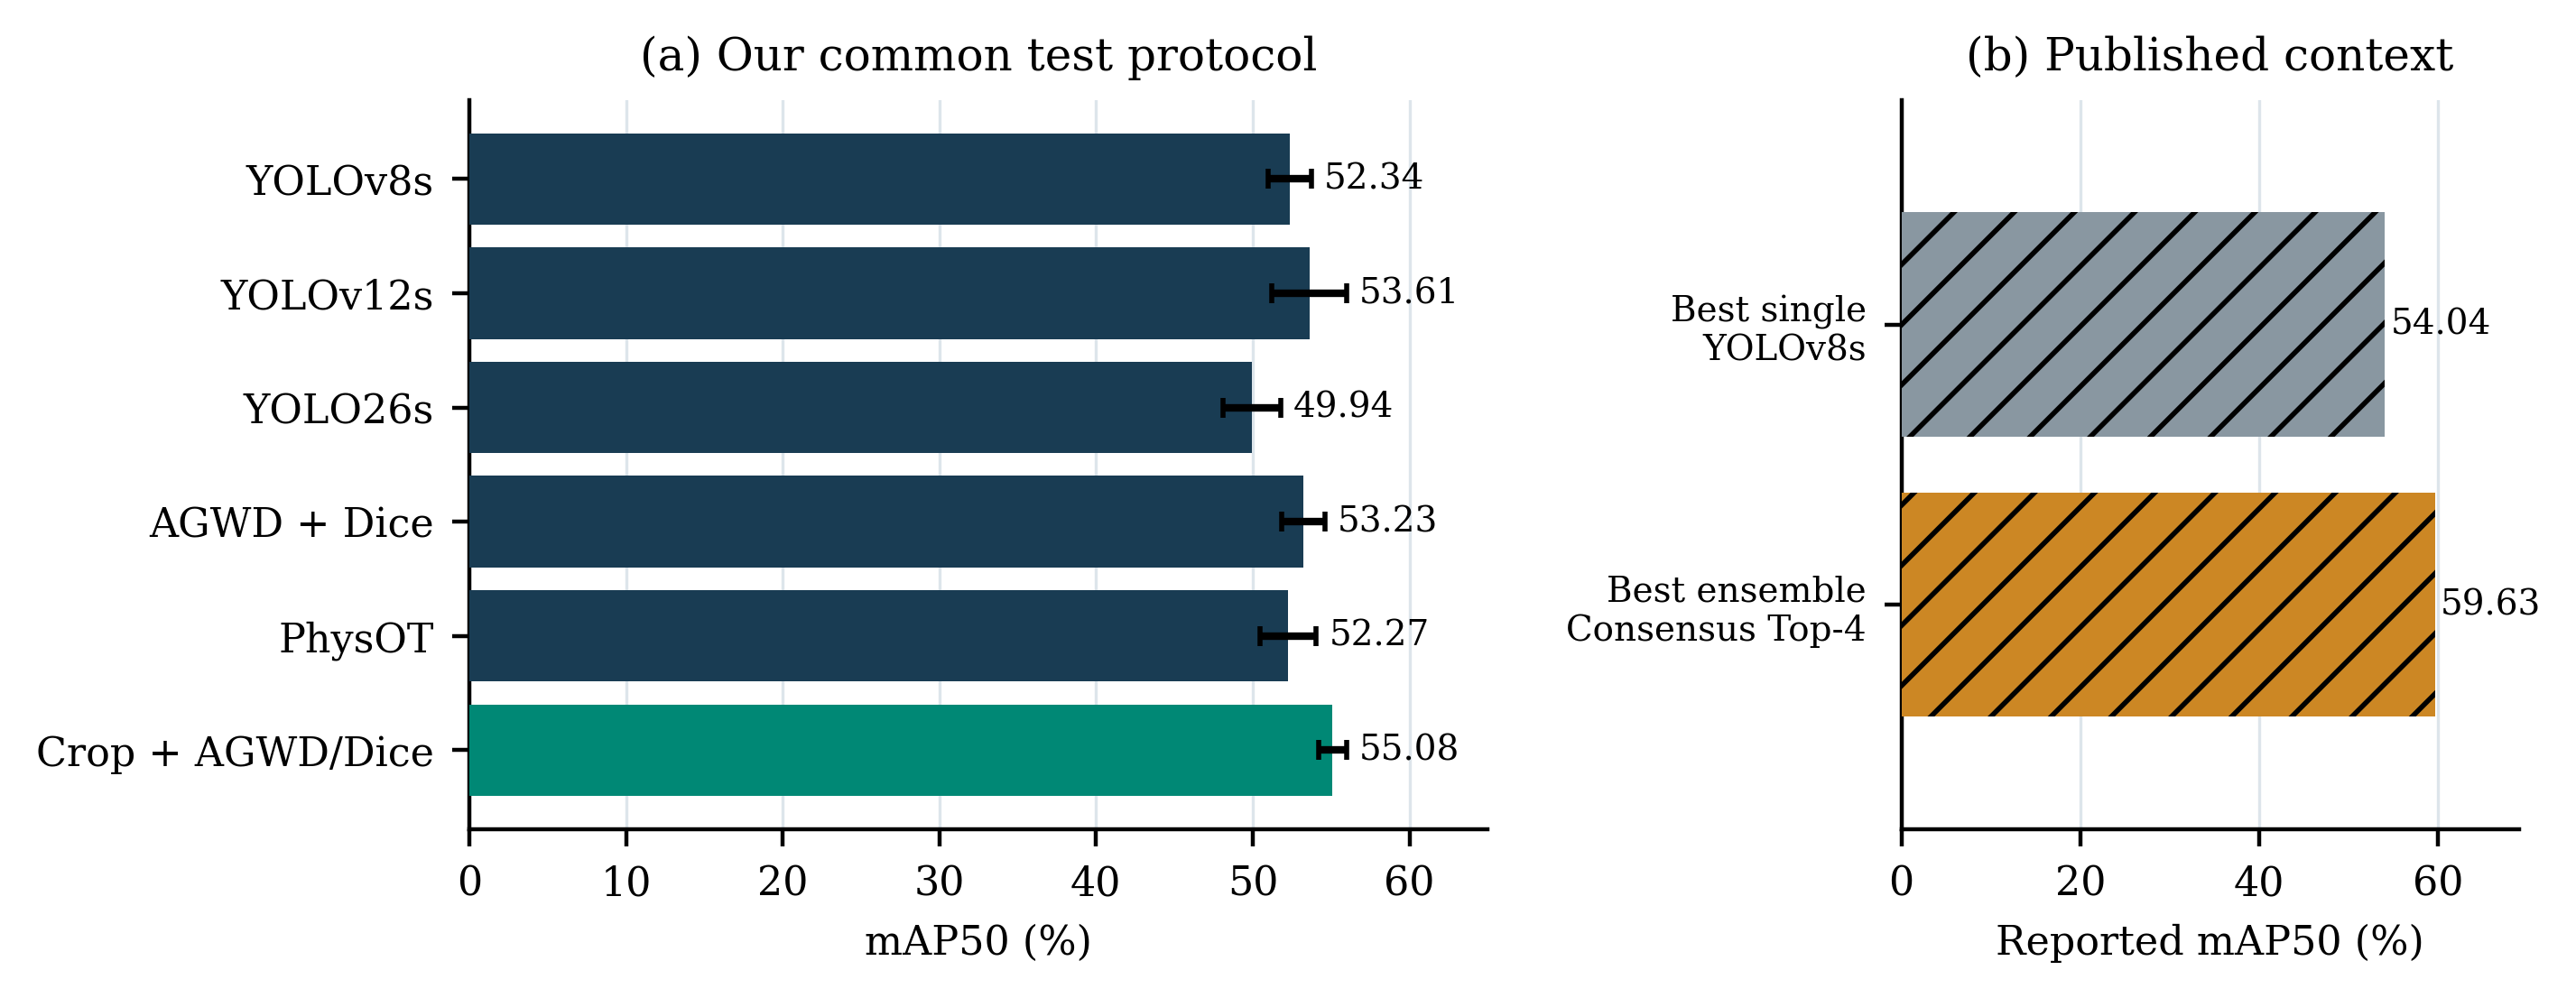 (a) Our common test protocol
YOLOv8s
52.34
YOLOv12s
53.61
YOLO26s
49.94
AGWD + Dice
53.23
PhysOT
52.27
Crop + AGWD/Dice
55.08
0 10 20 30 40 50 60
mAP50 (%)
(b) Published context
Best single
YOLOv8s
54.04
Best ensemble
Consensus Top-4
59.63
0 20 40 60
Reported mAP50 (%)